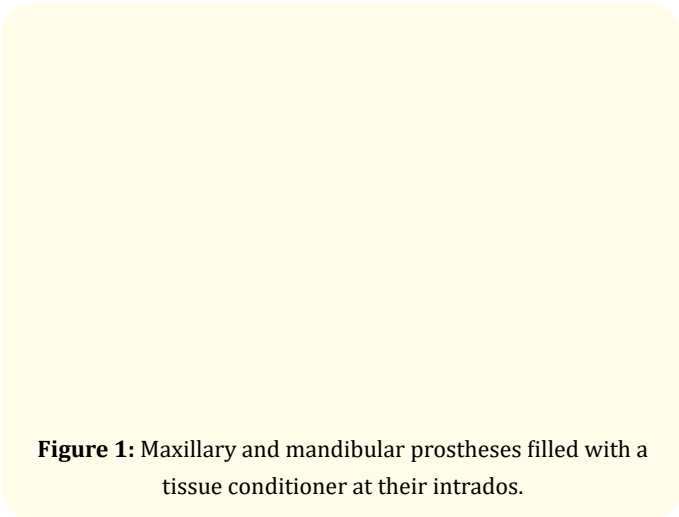 Figure 1: Maxillary and mandibular prostheses filled with a
tissue conditioner at their intrados.